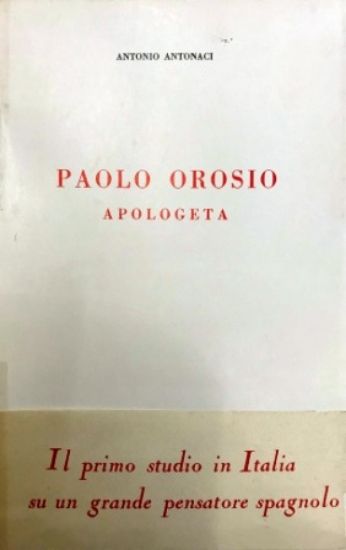 ANTONIO ANTONACI
PAOLO OROSIO
APOLOGETA
Il primo studio in Italia
su un grande pensatore spagnolo